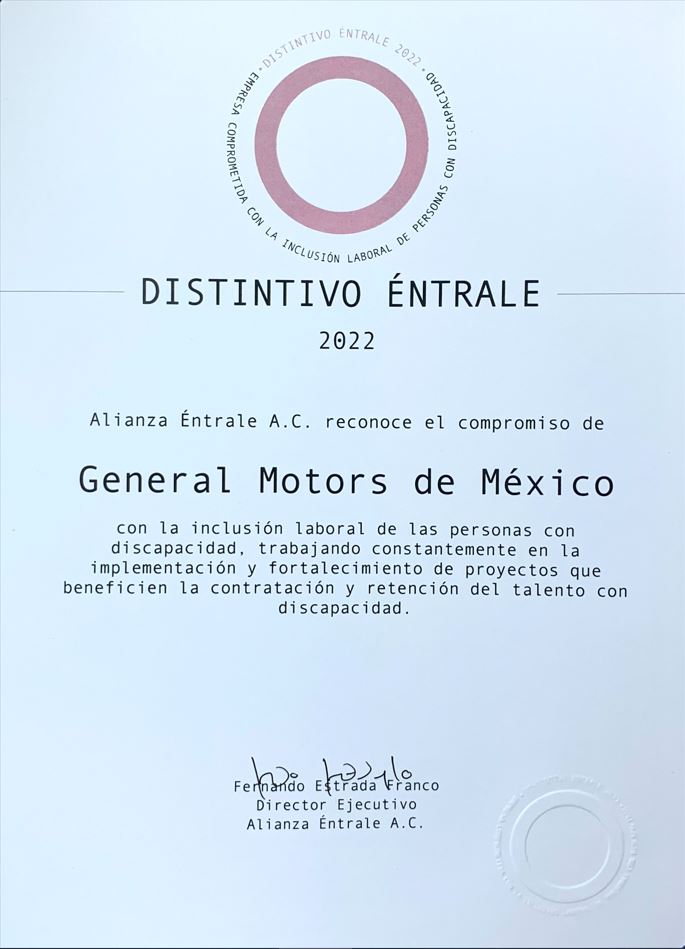 DISTINTIVO ÉNTRALE 2022
EMPRESA COMPROMETIDA CON LA INCLUSIÓN LABORAL DE PERSONAS CON DISCAPACIDAD
DISTINTIVO ÉNTRALE
2022
Alianza Éntrale A.C. reconoce el compromiso de
General Motors de México
con la inclusión laboral de las personas con
discapacidad, trabajando constantemente en la
implementación y fortalecimiento de proyectos que
beneficien la contratación y retención del talento con
discapacidad.
Fernando Estrada Franco
Director Ejecutivo
Alianza Éntrale A.C.